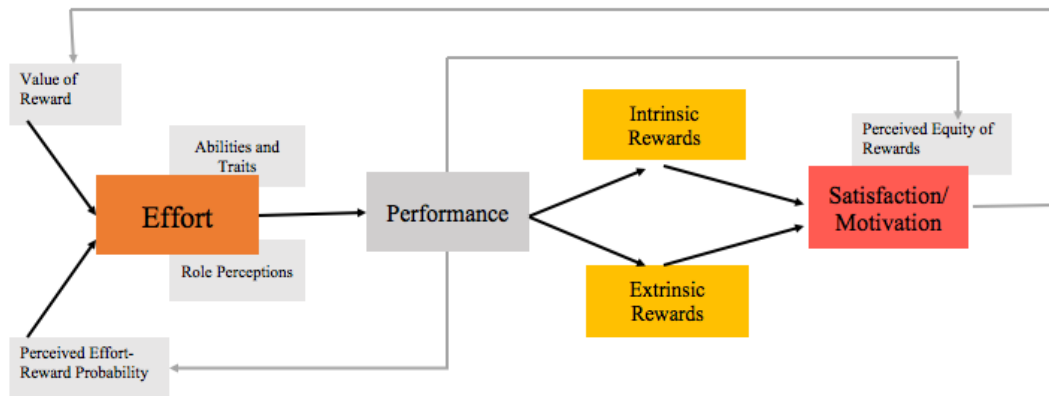 Value of
Reward
Abilities and
Traits
Effort
Role Perceptions
Perceived Effort-
Reward Probability
Performance
Intrinsic
Rewards
Extrinsic
Rewards
Perceived Equity of
Rewards
Satisfaction/
Motivation